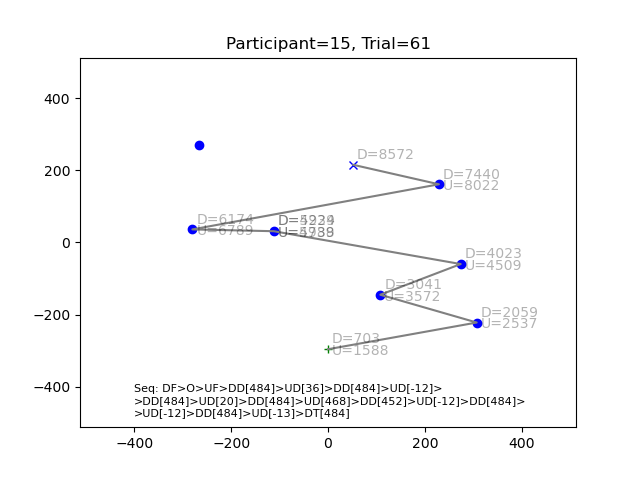 Participant=15, Trial=61
400
200
0
−200
−400
D=8572
D=7440
U=8022
D=6174
U=6789
D=4023
U=4509
D=3041
U=3572
D=2059
U=2537
D=703
U=1588
Seq: DF>O>UF>DD[484]>UD[36]>DD[484]>UD[-12]>
>DD[484]>UD[20]>DD[484]>UD[468]>DD[452]>UD[-12]>DD[484]>
>UD[-12]>DD[484]>UD[-13]>DT[484]
−400
−200
0
200
400